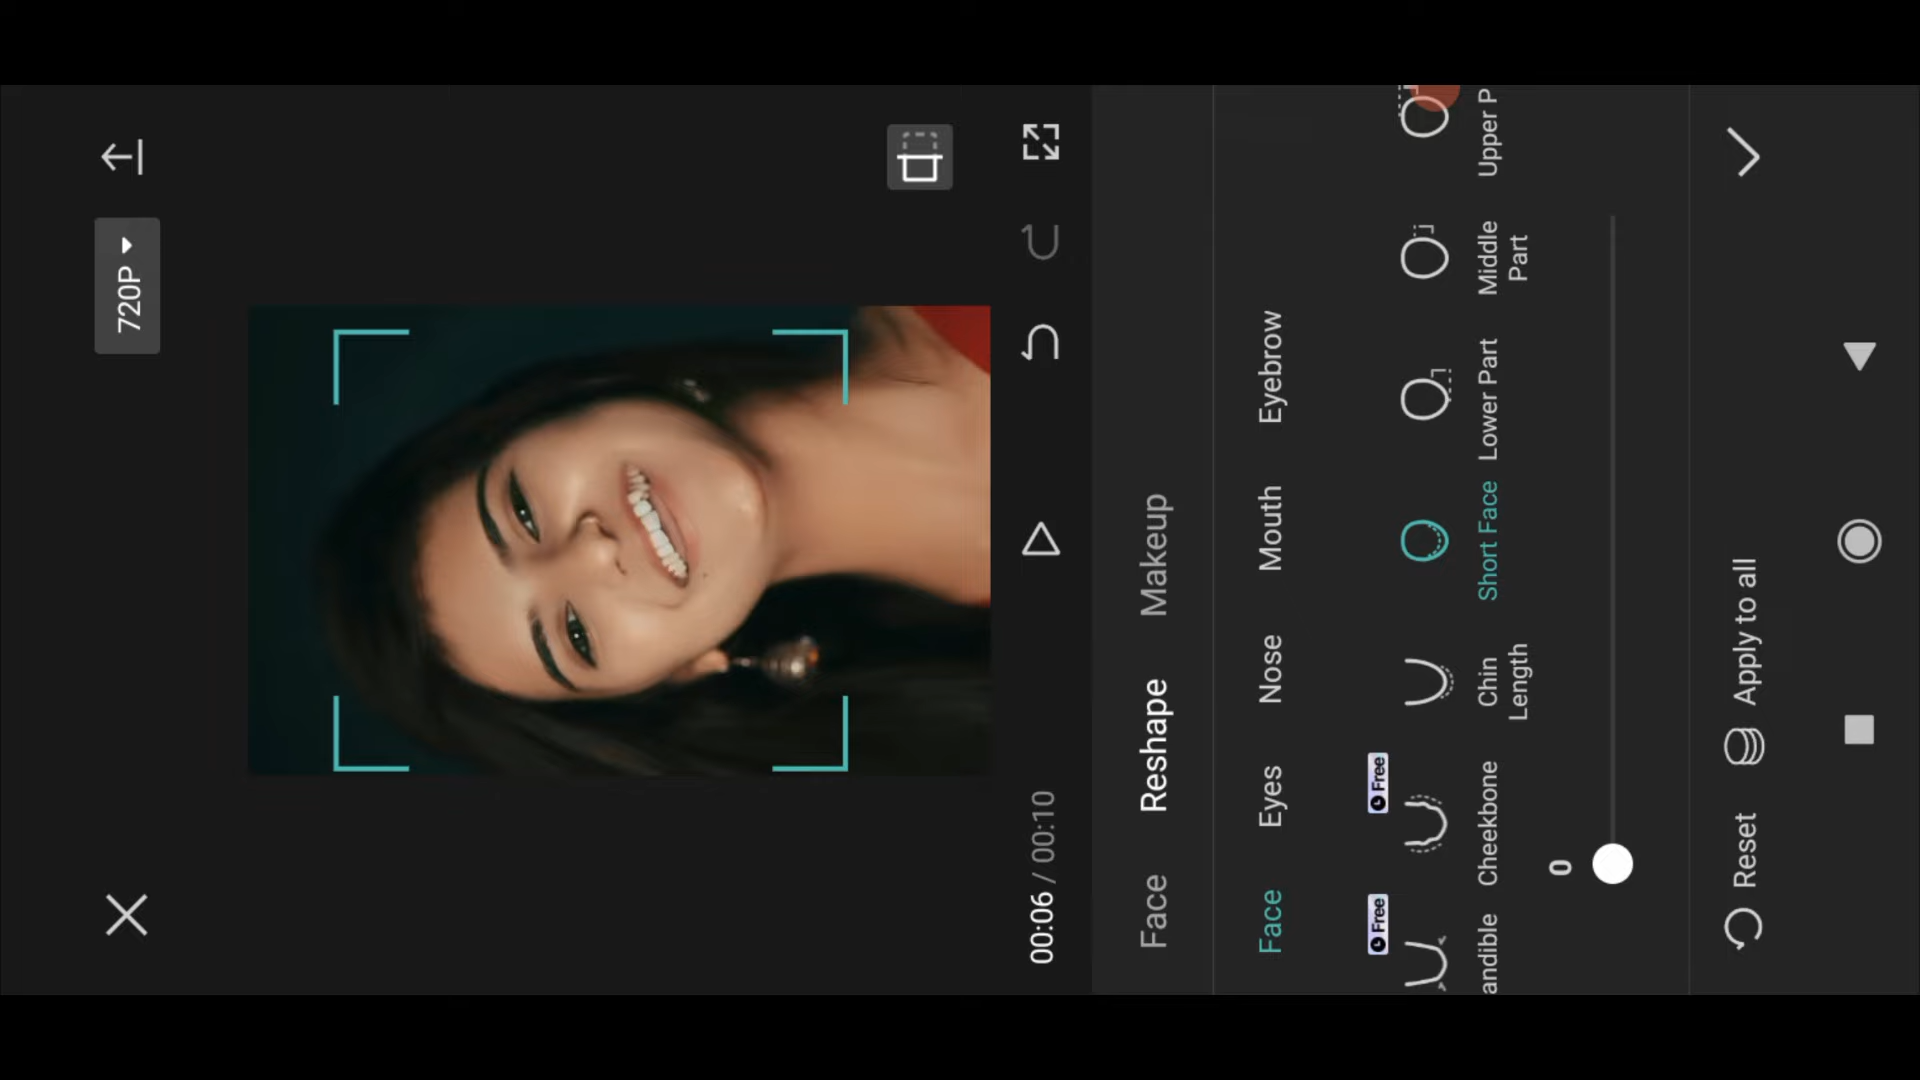 720P
00:06 / 00:10
Face Reshape Makeup
Face Eyes Nose Mouth Eyebrow
Free Free
andible Cheekbone Chin Length Short Face Lower Part Middle Part Upper P
0
Reset Apply to all